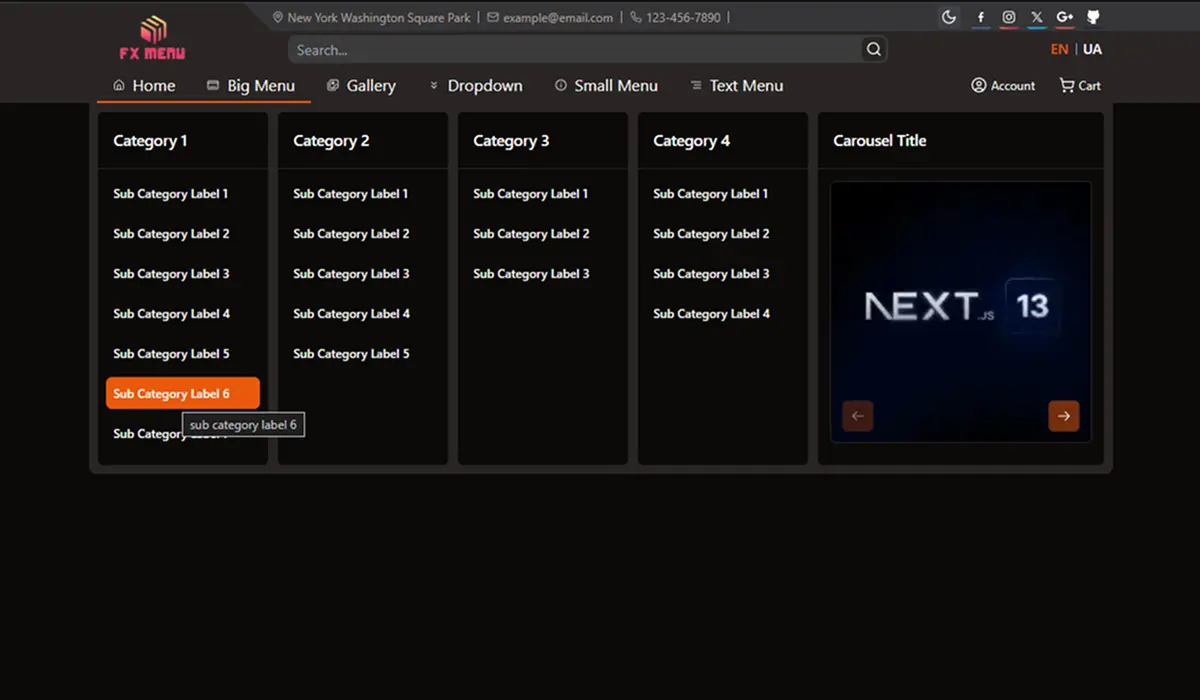 New York Washington Square Park | example@email.com | 123-456-7890 |
FX MENU
Search...
EN | UA
Home Big Menu Gallery Dropdown Small Menu Text Menu Account Cart
Category 1 Category 2 Category 3 Category 4 Carousel Title
Sub Category Label 1 Sub Category Label 1 Sub Category Label 1 Sub Category Label 1
Sub Category Label 2 Sub Category Label 2 Sub Category Label 2 Sub Category Label 2
Sub Category Label 3 Sub Category Label 3 Sub Category Label 3 Sub Category Label 3
NEXT.JS 13
Sub Category Label 4 Sub Category Label 4 Sub Category Label 4
Sub Category Label 5 Sub Category Label 5
Sub Category Label 6
sub category label 6
Sub Category